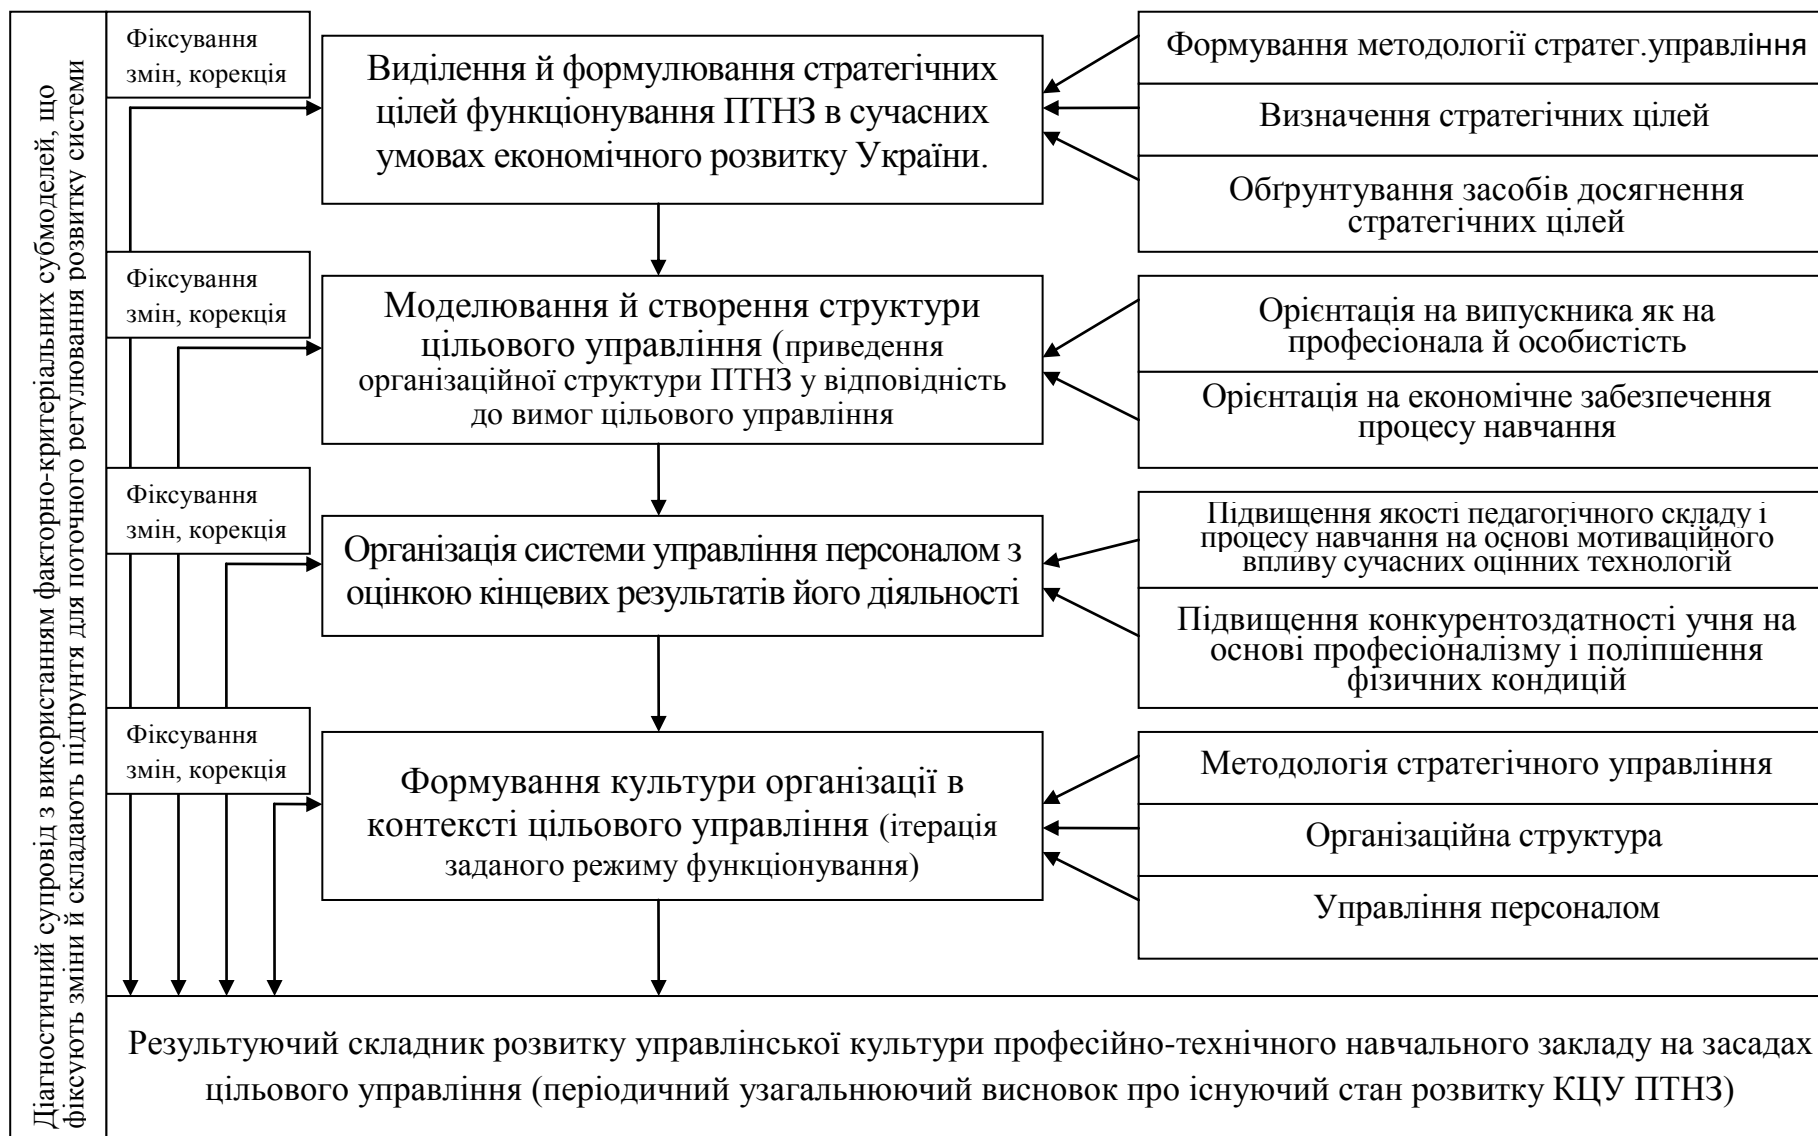 Діагностичний супровід з використанням факторно-критеріальних субмоделей, що
фіксують зміни й складають підґрунтя для поточного регулювання розвитку системи
Фіксування
змін, корекція
Виділення й формулювання стратегічних
цілей функціонування ПТНЗ в сучасних
умовах економічного розвитку України.
Формування методології стратег.управління
Визначення стратегічних цілей
Обґрунтування засобів досягнення
стратегічних цілей
Фіксування
змін, корекція
Моделювання й створення структури
цільового управління (приведення
організаційної структури ПТНЗ у відповідність
до вимог цільового управління
Орієнтація на випускника як на
професіонала й особистість
Орієнтація на економічне забезпечення
процесу навчання
Фіксування
змін, корекція
Організація системи управління персоналом з
оцінкою кінцевих результатів його діяльності
Підвищення якості педагогічного складу і
процесу навчання на основі мотиваційного
впливу сучасних оцінних технологій
Підвищення конкурентоздатності учня на
основі професіоналізму і поліпшення
фізичних кондицій
Фіксування
змін, корекція
Формування культури організації в
контексті цільового управління (ітерація
заданого режиму функціонування)
Методологія стратегічного управління
Організаційна структура
Управління персоналом
Результуючий складник розвитку управлінської культури професійно-технічного навчального закладу на засадах
цільового управління (періодичний узагальнюючий висновок про існуючий стан розвитку КЦУ ПТНЗ)